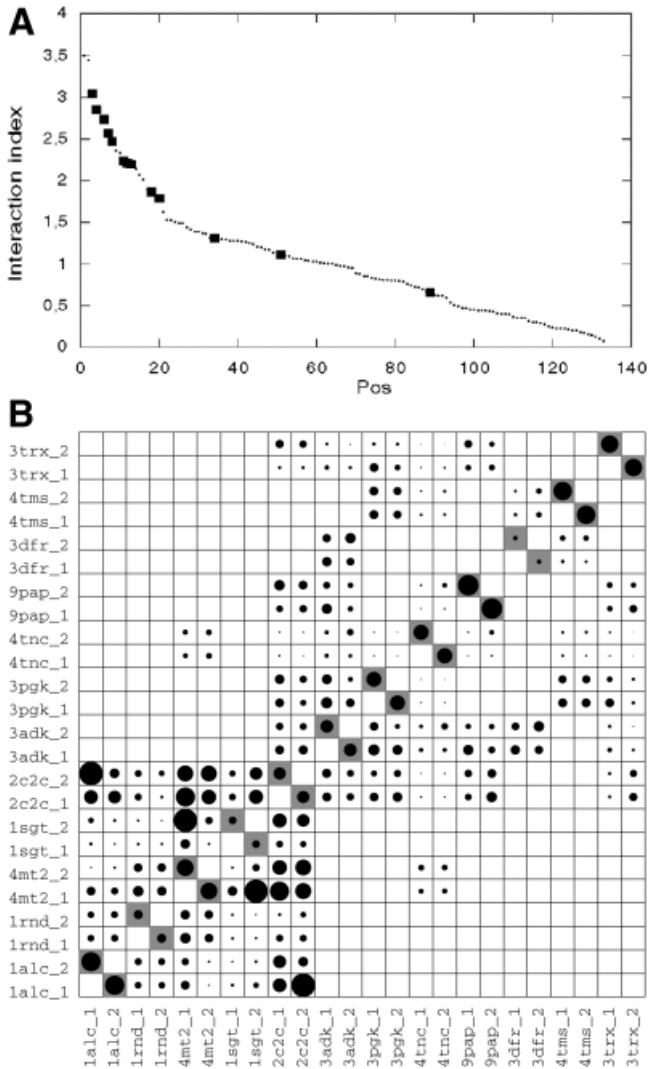 A
4
3,5
3
2,5
2
1,5
1
0,5
0
Interaction index
0 20 40 60 80 100 120 140
Pos
B
3trx_2
3trx_1
4tms_2
4tms_1
3dfr_2
3dfr_1
9pap_2
9pap_1
4tnc_2
4tnc_1
3pgk_2
3pgk_1
3adk_2
3adk_1
2c2c_2
2c2c_1
1sgt_2
1sgt_1
4mt2_2
4mt2_1
1rnd_2
1rnd_1
1alc_2
1alc_1
1alc_1 1alc_2 1rnd_1 1rnd_2 4mt2_1 4mt2_2 1sgt_1 1sgt_2 2c2c_1 2c2c_2 3adk_1 3adk_2 3pgk_1 3pgk_2 4tnc_1 4tnc_2 9pap_1 9pap_2 3dfr_1 3dfr_2 4tms_1 4tms_2 3trx_1 3trx_2